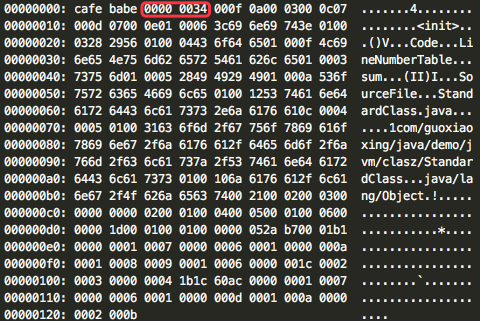 00000000: cafe babe 0000 0034 000f 0a00 0300 0c07 .......4........
00000010: 000d 0700 0e01 0006 3c69 6e69 743e 0100 ........<init>..
00000020: 0328 2956 0100 0443 6f64 6501 000f 4c69 .()V...Code...Li
00000030: 6e65 4e75 6d62 6572 5461 626c 6501 0003 neNumberTable...
00000040: 7375 6d01 0005 2849 4929 4901 000a 536f sum...(II)I...So
00000050: 7572 6365 4669 6c65 0100 1253 7461 6e64 urceFile...Stand
00000060: 6172 6443 6c61 7373 2e6a 6176 610c 0004 ardClass.java...
00000070: 0005 0100 3163 6f6d 2f67 756f 7869 616f ....1com/guoxiao
00000080: 7869 6e67 2f6a 6176 612f 6465 6d6f 2f6a xing/java/demo/j
00000090: 766d 2f63 6c61 737a 2f53 7461 6e64 6172 vm/clasz/Standar
000000a0: 6443 6c61 7373 0100 106a 6176 612f 6c61 dClass...java/la
000000b0: 6e67 2f4f 626a 6563 7400 2100 0200 0300 ng/Object.!.....
000000c0: 0000 0000 0200 0100 0400 0500 0100 0600 ................
000000d0: 0000 1d00 0100 0100 0000 052a b700 01b1 ...........*....
000000e0: 0000 0001 0007 0000 0006 0001 0000 000a ................
000000f0: 0001 0008 0009 0001 0006 0000 001c 0002 ................
00000100: 0003 0000 0004 1b1c 60ac 0000 0001 0007 ........`.......
00000110: 0000 0006 0001 0000 000d 0001 000a 0000 ................
00000120: 0002 000b ....